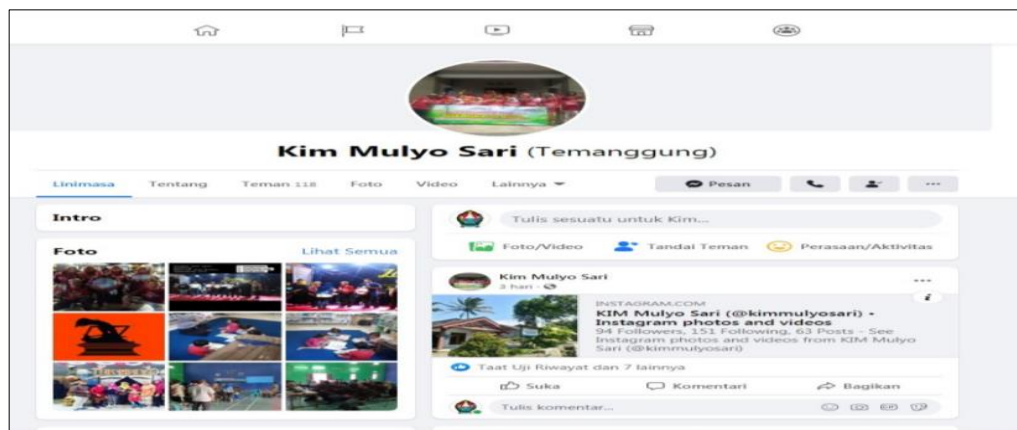 Kim Mulyo Sari (Temanggung)
Linimasa Tentang Teman 118 Foto Video Lainnya Pesan
Intro
Foto Lihat Semua
Tulis sesuatu untuk Kim...
Foto/Video Tandai Teman Perasaan/Aktivitas
Kim Mulyo Sari
3 hari ·
INSTAGRAM.COM
KIM Mulyo Sari (@kimmulyosari) •
Instagram photos and videos
94 Followers, 151 Following, 63 Posts - See
Instagram photos and videos from KIM Mulyo
Sari (@kimmulyosari)
Taat Uji Riwayat dan 7 lainnya
Suka Komentari Bagikan
Tulis komentar...